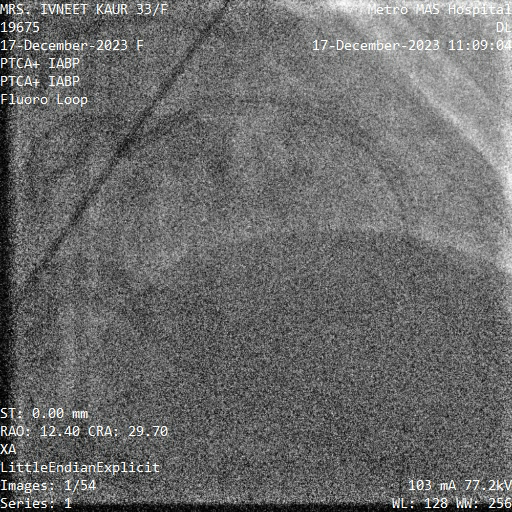 MRS. IVNEET KAUR 33/F
Metro MAS Hospital
19675
DL
17-December-2023 F
17-December-2023 11:09:04
PTCA+ IABP
PTCA+ IABP
Fluoro Loop
ST: 0.00 mm
RAO: 12.40 CRA: 29.70
XA
LittleEndianExplicit
Images: 1/54
103 mA 77.2kV
Series: 1
WL: 128 WW: 256